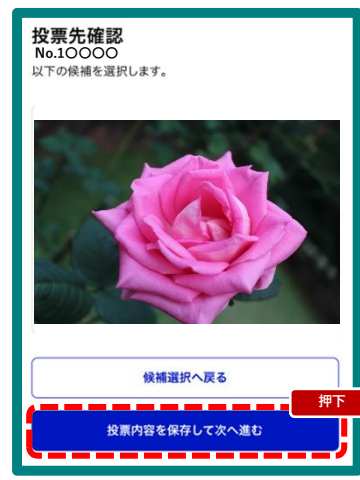 投票先確認
No.1〇〇〇〇
以下の候補を選択します。
候補選択へ戻る
押下
投票内容を保存して次へ進む